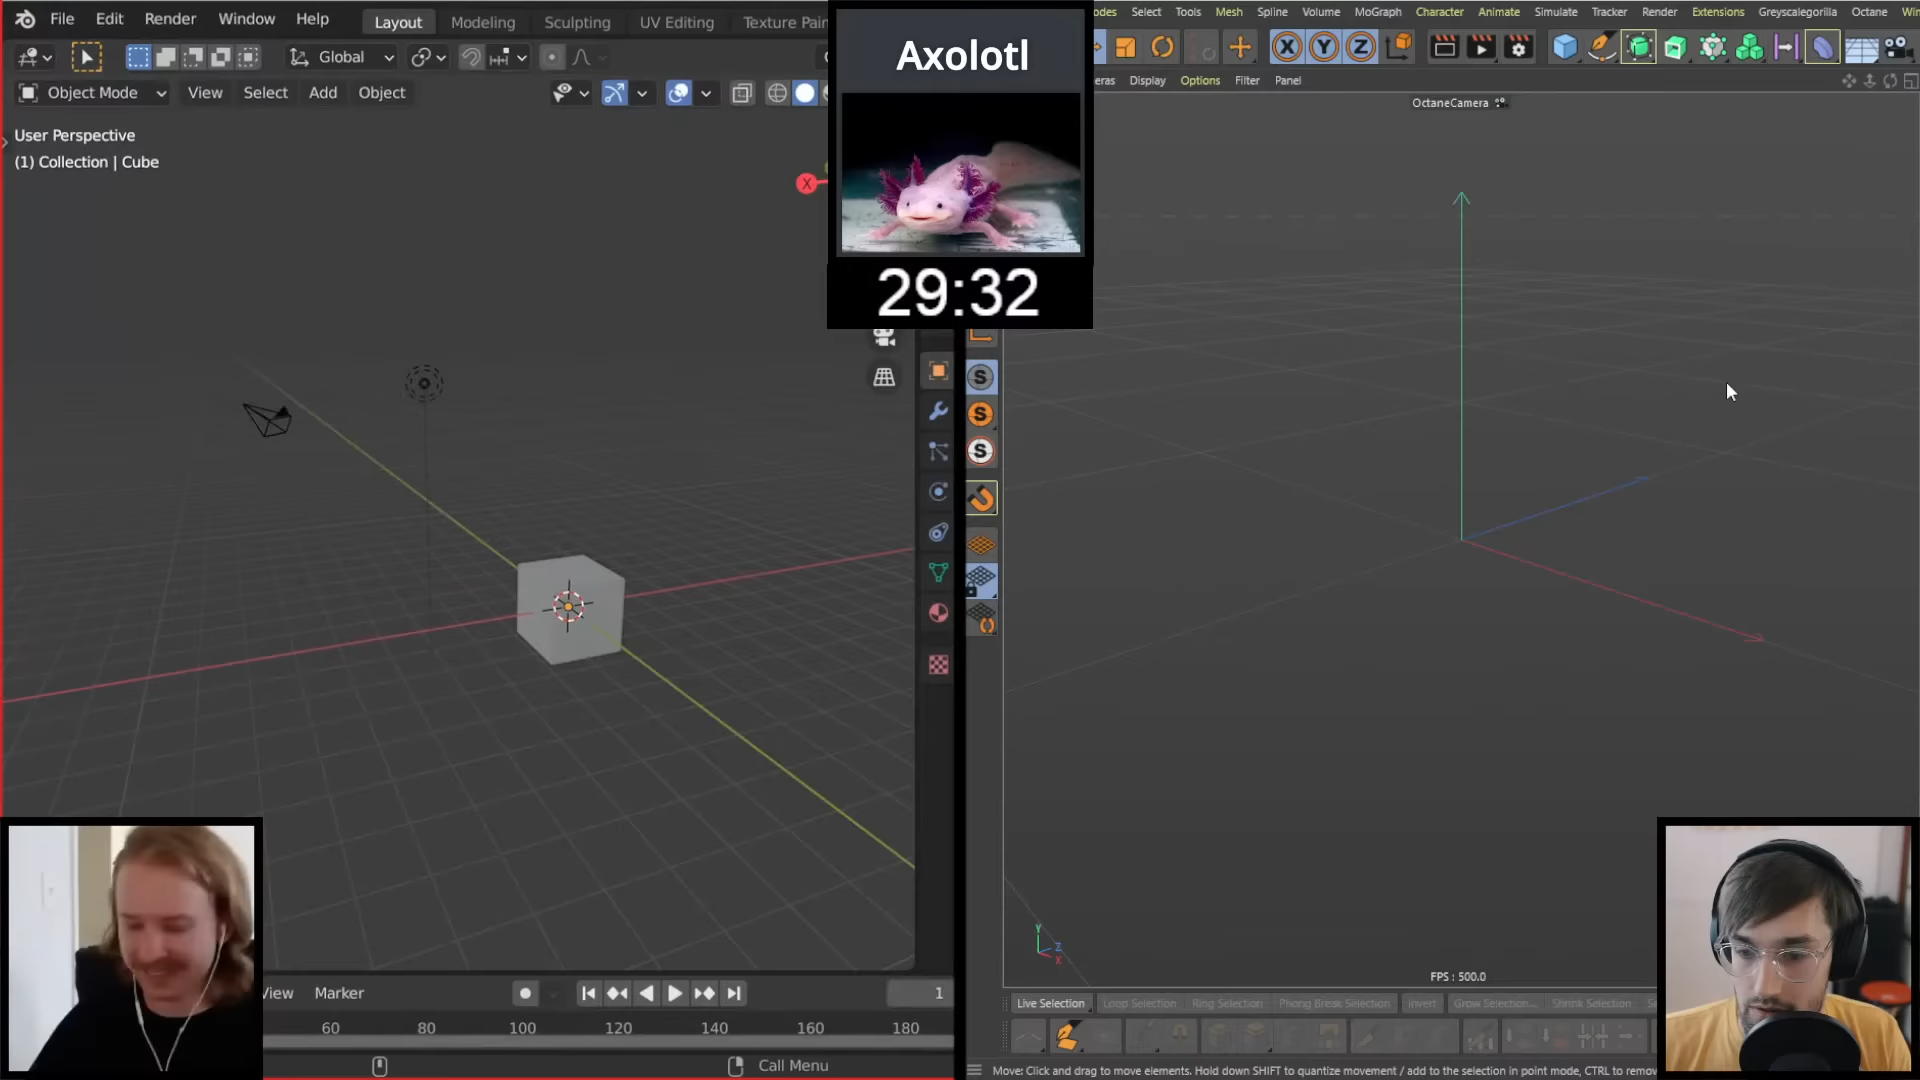 File Edit Render Window Help Layout Modeling Sculpting UV Editing Texture Pain
Global
Object Mode View Select Add Object
User Perspective
(1) Collection | Cube
X
Axolotl
29:32
Select Tools Mesh Spline Volume MoGraph Character Animate Simulate Tracker Render Extensions Greyscalegorilla Octane Win
X Y Z
Display Options Filter Panel
OctaneCamera
S
S
S
Y
Z
X
FPS : 500.0
View Marker
1
60 80 100 120 140 160 180
Call Menu
Live Selection Loop Selection Ring Selection Phong Break Selection Invert Grow Selection... Shrink Selection
Move: Click and drag to move elements. Hold down SHIFT to quantize movement / add to the selection in point mode, CTRL to remov